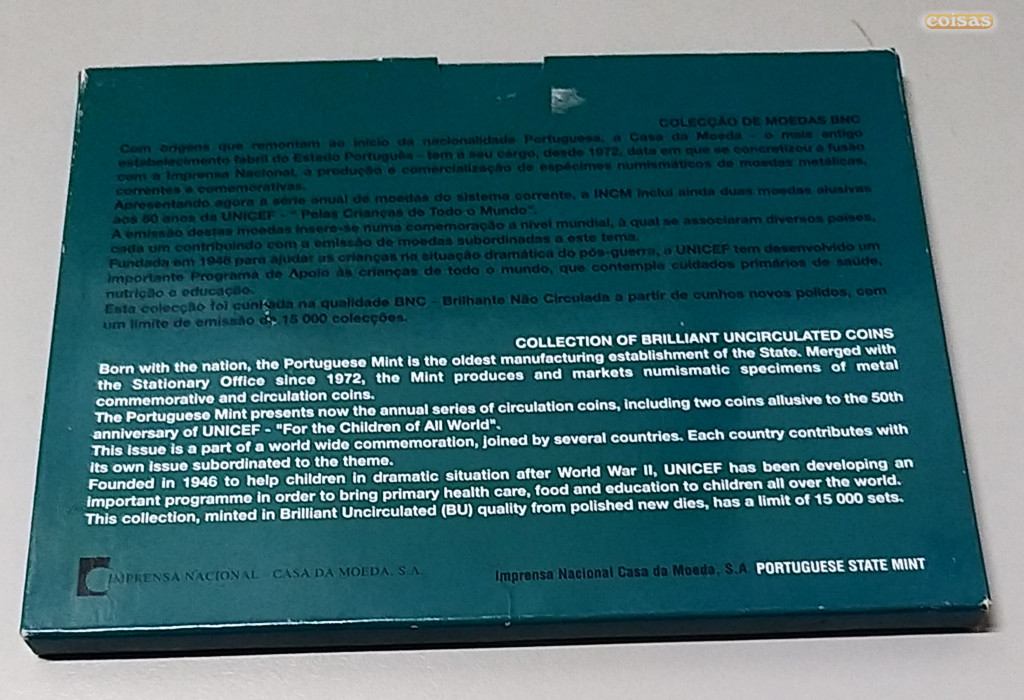 coisas
COLECÇÃO DE MOEDAS BNC
Com origens que remontam ao início da nacionalidade Portuguesa, a Casa da Moeda - o mais antigo
estabelecimento fabril do Estado Português - tem a seu cargo, desde 1972, data em que se concretizou a fusão
com a Imprensa Nacional, a produção e comercialização de espécimes numismáticos de moedas metálicas,
correntes e comemorativas.
Apresentando agora a série anual de moedas do sistema corrente, a INCM inclui ainda duas moedas alusivas
aos 50 anos da UNICEF - " Pelas Crianças de Todo o Mundo".
A emissão destas moedas insere-se numa comemoração a nível mundial, à qual se associaram diversos países,
cada um contribuindo com a emissão de moedas subordinadas a este tema.
Fundada em 1946 para ajudar as crianças na situação dramática do pós-guerra, a UNICEF tem desenvolvido um
importante Programa de Apoio às crianças de todo o mundo, que contempla cuidados primários de saúde,
nutrição e educação.
Esta colecção foi cunhada na qualidade BNC - Brilhante Não Circulada a partir de cunhos novos polidos, com
um limite de emissão de 15 000 colecções.
COLLECTION OF BRILLIANT UNCIRCULATED COINS
Born with the nation, the Portuguese Mint is the oldest manufacturing establishment of the State. Merged with
the Stationary Office since 1972, the Mint produces and markets numismatic specimens of metal
commemorative and circulation coins.
The Portuguese Mint presents now the annual series of circulation coins, including two coins allusive to the 50th
anniversary of UNICEF - "For the Children of All World".
This issue is a part of a world wide commemoration, joined by several countries. Each country contributes with
its own issue subordinated to the theme.
Founded in 1946 to help children in dramatic situation after World War II, UNICEF has been developing an
important programme in order to bring primary health care, food and education to children all over the world.
This collection, minted in Brilliant Uncirculated (BU) quality from polished new dies, has a limit of 15 000 sets.
IMPRENSA NACIONAL - CASA DA MOEDA, S.A.
Imprensa Nacional Casa da Moeda, S.A. PORTUGUESE STATE MINT